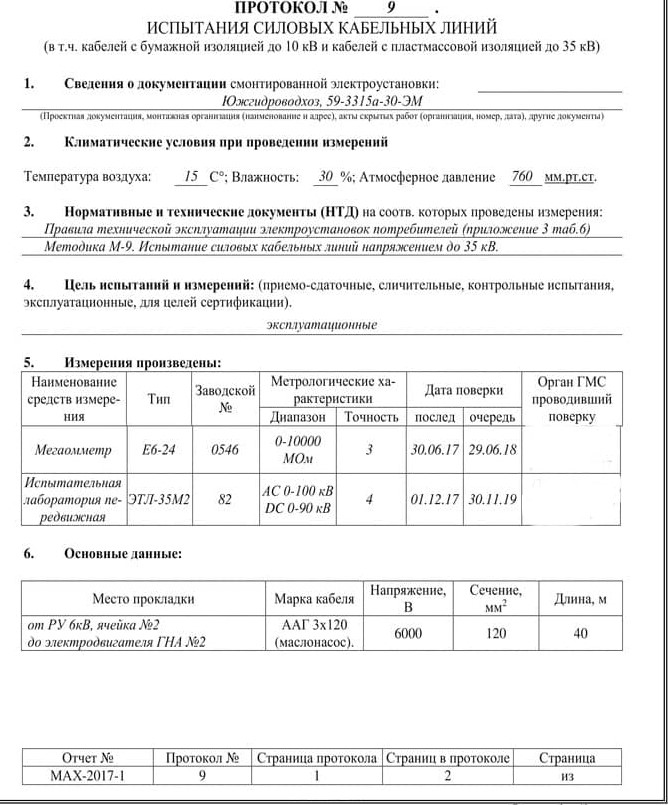 ПРОТОКОЛ № 9 .
ИСПЫТАНИЯ СИЛОВЫХ КАБЕЛЬНЫХ ЛИНИЙ
(в т.ч. кабелей с бумажной изоляцией до 10 кВ и кабелей с пластмассовой изоляцией до 35 кВ)
1. Сведения о документации смонтированной электроустановки:
Южгидроводхоз, 59-3315а-30-ЭМ
(Проектная документация, монтажная организация (наименование и адрес), акты скрытых работ (организация, номер, дата), другие документы)
2. Климатические условия при проведении измерений
Температура воздуха: 15 С°; Влажность: 30 %; Атмосферное давление 760 мм.рт.ст.
3. Нормативные и технические документы (НТД) на соотв. которых проведены измерения:
Правила технической эксплуатации электроустановок потребителей (приложение 3 таб.6)
Методика М-9. Испытание силовых кабельных линий напряжением до 35 кВ.
4. Цель испытаний и измерений: (приемо-сдаточные, сличительные, контрольные испытания,
эксплуатационные, для целей сертификации).
эксплуатационные
5. Измерения произведены:
Наименование средств измере- ния Тип Заводской № Метрологические ха- рактеристики Дата поверки Орган ГМС проводивший поверку
Диапазон Точность послед очередь
Мегаомметр Е6-24 0546 0-10000 МОм 3 30.06.17 29.06.18
Испытательная лаборатория пе- редвижная ЭТЛ-35М2 82 AC 0-100 кВ DC 0-90 кВ 4 01.12.17 30.11.19
6. Основные данные:
Место прокладки Марка кабеля Напряжение, В Сечение, мм² Длина, м
от РУ 6кВ, ячейка №2 до электродвигателя ГНА №2 ААГ 3х120 (маслонасос). 6000 120 40
Отчет № Протокол № Страница протокола Страниц в протоколе Страница
МАХ-2017-1 9 1 2 из